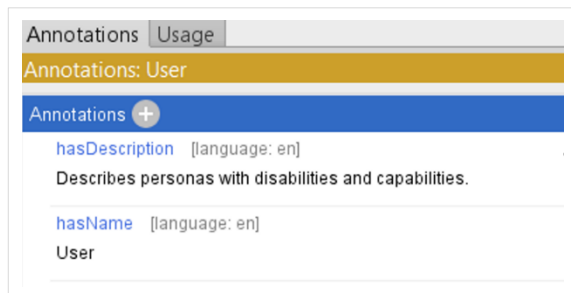 Annotations Usage
Annotations: User
Annotations +
hasDescription [language: en]
Describes personas with disabilities and capabilities.
hasName [language: en]
User